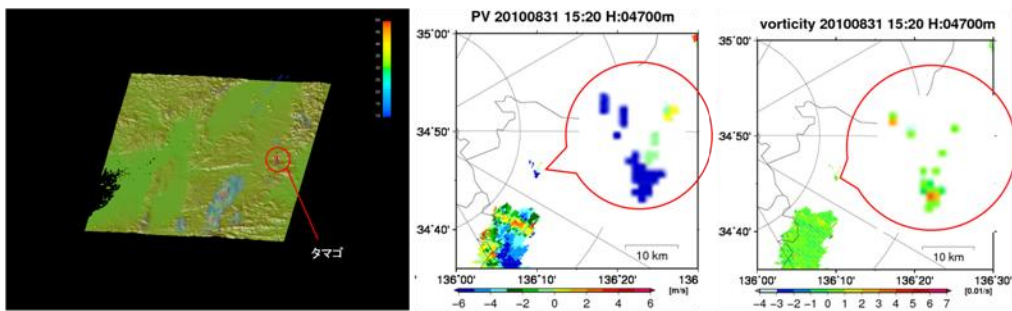 タマゴ
PV 20100831 15:20 H:04700m
35˚00'
34˚50'
34˚40'
10 km
136˚00' 136˚10' 136˚20' 136˚
[m/s]
−6 −4 −2 0 2 4 6
vorticity 20100831 15:20 H:04700m
35˚00'
34˚50'
34˚40'
10 km
136˚00' 136˚10' 136˚20' 136˚30'
[0.01/s]
−4 −3 −2 −1 0 1 2 3 4 5 6 7